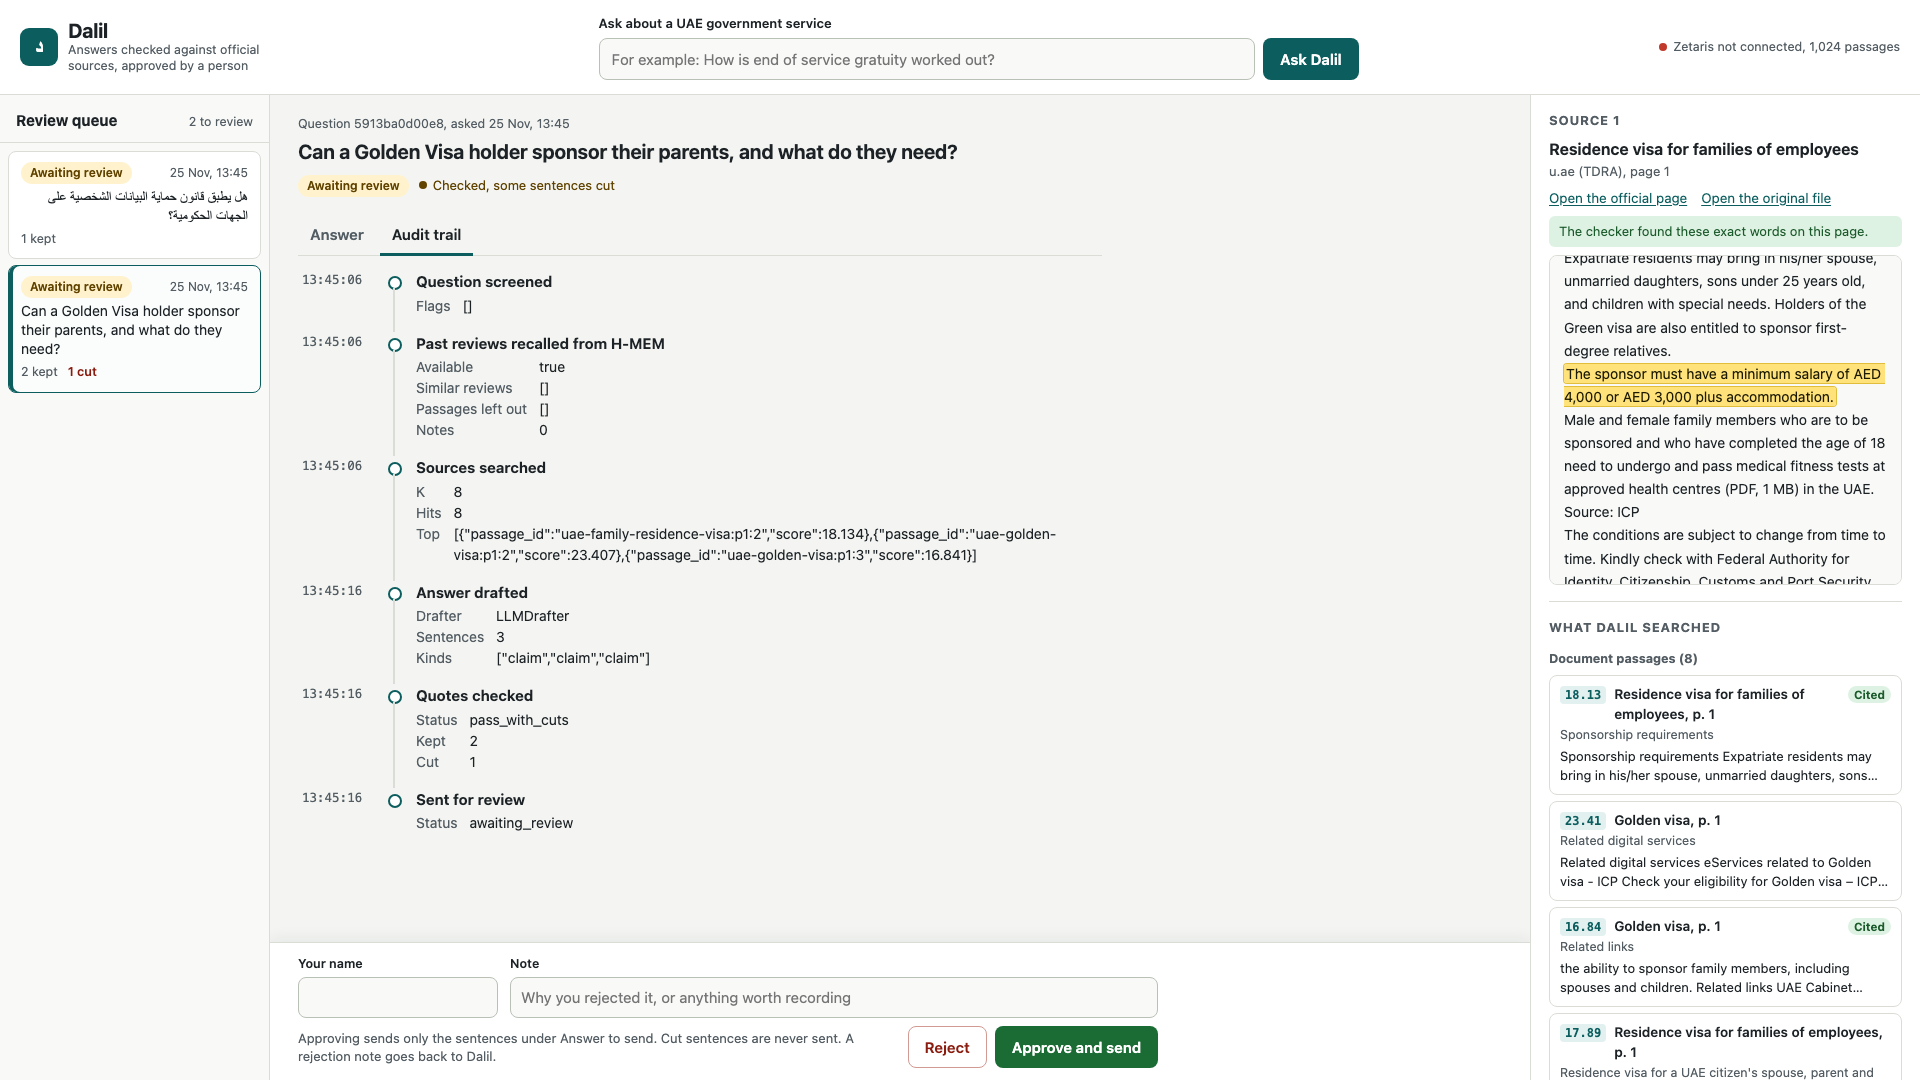 د
Dalil
Answers checked against official
sources, approved by a person
Ask about a UAE government service
For example: How is end of service gratuity worked out?
Ask Dalil
Zetaris not connected, 1,024 passages
Review queue
2 to review
Awaiting review
25 Nov, 13:45
هل يطبق قانون حماية البيانات الشخصية على
الجهات الحكومية؟
1 kept
Awaiting review
25 Nov, 13:45
Can a Golden Visa holder sponsor
their parents, and what do they
need?
2 kept 1 cut
Question 5913ba0d00e8, asked 25 Nov, 13:45
Can a Golden Visa holder sponsor their parents, and what do they need?
Awaiting review
Checked, some sentences cut
Answer
Audit trail
13:45:06
Question screened
Flags []
13:45:06
Past reviews recalled from H-MEM
Available true
Similar reviews []
Passages left out []
Notes 0
13:45:06
Sources searched
K 8
Hits 8
Top [{"passage_id":"uae-family-residence-visa:p1:2","score":18.134},{"passage_id":"uae-golden-
visa:p1:2","score":23.407},{"passage_id":"uae-golden-visa:p1:3","score":16.841}]
13:45:16
Answer drafted
Drafter LLMDrafter
Sentences 3
Kinds ["claim","claim","claim"]
13:45:16
Quotes checked
Status pass_with_cuts
Kept 2
Cut 1
13:45:16
Sent for review
Status awaiting_review
Your name
Note
Why you rejected it, or anything worth recording
Approving sends only the sentences under Answer to send. Cut sentences are never sent. A
rejection note goes back to Dalil.
Reject
Approve and send
SOURCE 1
Residence visa for families of employees
u.ae (TDRA), page 1
Open the official page
Open the original file
The checker found these exact words on this page.
Expatriate residents may bring in his/her spouse,
unmarried daughters, sons under 25 years old,
and children with special needs. Holders of the
Green visa are also entitled to sponsor first-
degree relatives.
The sponsor must have a minimum salary of AED
4,000 or AED 3,000 plus accommodation.
Male and female family members who are to be
sponsored and who have completed the age of 18
need to undergo and pass medical fitness tests at
approved health centres (PDF, 1 MB) in the UAE.
Source: ICP
The conditions are subject to change from time to
time. Kindly check with Federal Authority for
Identity, Citizenship, Customs and Port Security
WHAT DALIL SEARCHED
Document passages (8)
18.13
Residence visa for families of
employees, p. 1
Cited
Sponsorship requirements
Sponsorship requirements Expatriate residents may
bring in his/her spouse, unmarried daughters, sons...
23.41
Golden visa, p. 1
Related digital services
Related digital services eServices related to Golden
visa - ICP Check your eligibility for Golden visa – ICP...
16.84
Golden visa, p. 1
Cited
Related links
the ability to sponsor family members, including
spouses and children. Related links UAE Cabinet...
17.89
Residence visa for families of employees,
p. 1
Residence visa for a UAE citizen's spouse, parent and